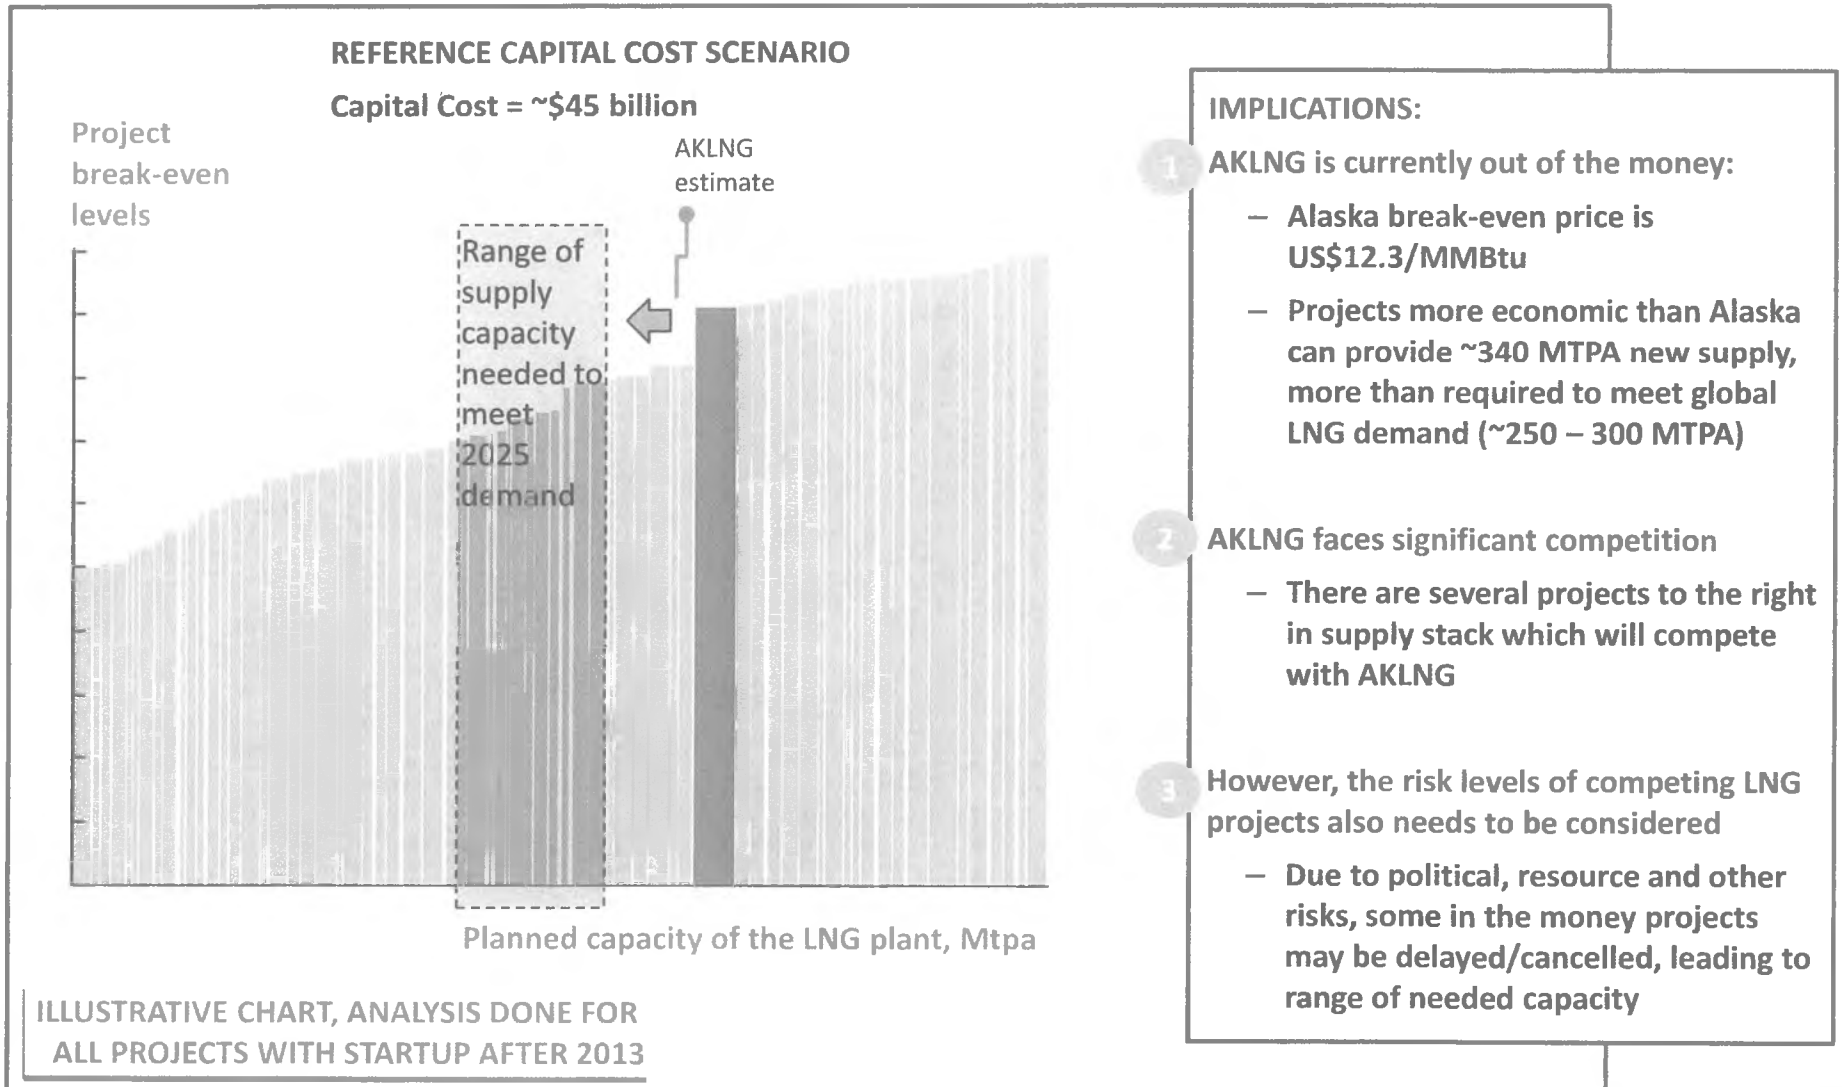 REFERENCE CAPITAL COST SCENARIO
Capital Cost = ~$45 billion
Project
break-even
levels
AKLNG
estimate
Range of
supply
capacity
needed to
meet
2025
demand
Planned capacity of the LNG plant, Mtpa
ILLUSTRATIVE CHART, ANALYSIS DONE FOR
ALL PROJECTS WITH STARTUP AFTER 2013
IMPLICATIONS:
1 AKLNG is currently out of the money:
– Alaska break-even price is
US$12.3/MMBtu
– Projects more economic than Alaska
can provide ~340 MTPA new supply,
more than required to meet global
LNG demand (~250 – 300 MTPA)
2 AKLNG faces significant competition
– There are several projects to the right
in supply stack which will compete
with AKLNG
3 However, the risk levels of competing LNG
projects also needs to be considered
– Due to political, resource and other
risks, some in the money projects
may be delayed/cancelled, leading to
range of needed capacity